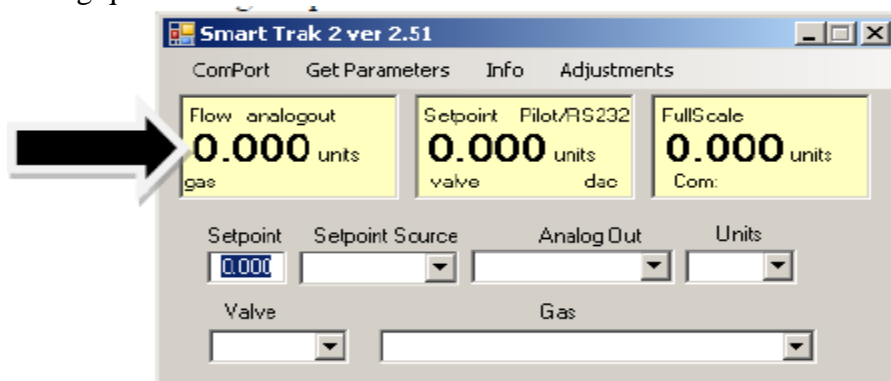 Smart Trak 2 ver 2.51
ComPort Get Parameters Info Adjustments
Flow analogout Setpoint Pilot/RS232 FullScale
0.000 units 0.000 units 0.000 units
gas valve dac Com:
Setpoint Setpoint Source Analog Out Units
0.000
Valve Gas